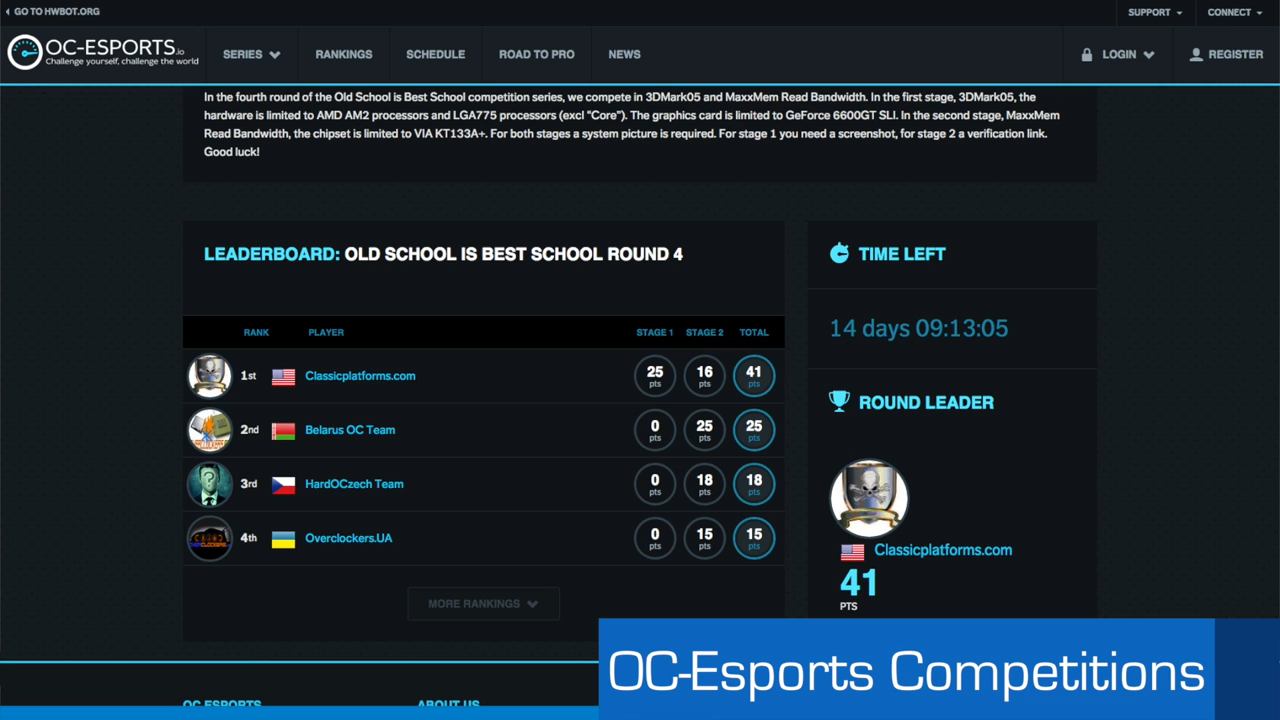 GO TO HWBOT.ORG
SUPPORT
CONNECT
OC-ESPORTS.io
Challenge yourself, challenge the world
SERIES
RANKINGS
SCHEDULE
ROAD TO PRO
NEWS
LOGIN
REGISTER
In the fourth round of the Old School is Best School competition series, we compete in 3DMark05 and MaxxMem Read Bandwidth. In the first stage, 3DMark05, the
hardware is limited to AMD AM2 processors and LGA775 processors (excl "Core"). The graphics card is limited to GeForce 6600GT SLI. In the second stage, MaxxMem
Read Bandwidth, the chipset is limited to VIA KT133A+. For both stages a system picture is required. For stage 1 you need a screenshot, for stage 2 a verification link.
Good luck!
LEADERBOARD: OLD SCHOOL IS BEST SCHOOL ROUND 4
RANK PLAYER STAGE 1 STAGE 2 TOTAL
1st Classicplatforms.com 25 pts 16 pts 41 pts
2nd Belarus OC Team 0 pts 25 pts 25 pts
3rd HardOCzech Team 0 pts 18 pts 18 pts
4th Overclockers.UA 0 pts 15 pts 15 pts
MORE RANKINGS
TIME LEFT
14 days 09:13:05
ROUND LEADER
Classicplatforms.com
41
PTS
OC-Esports Competitions
OC ESPORTS
ABOUT US